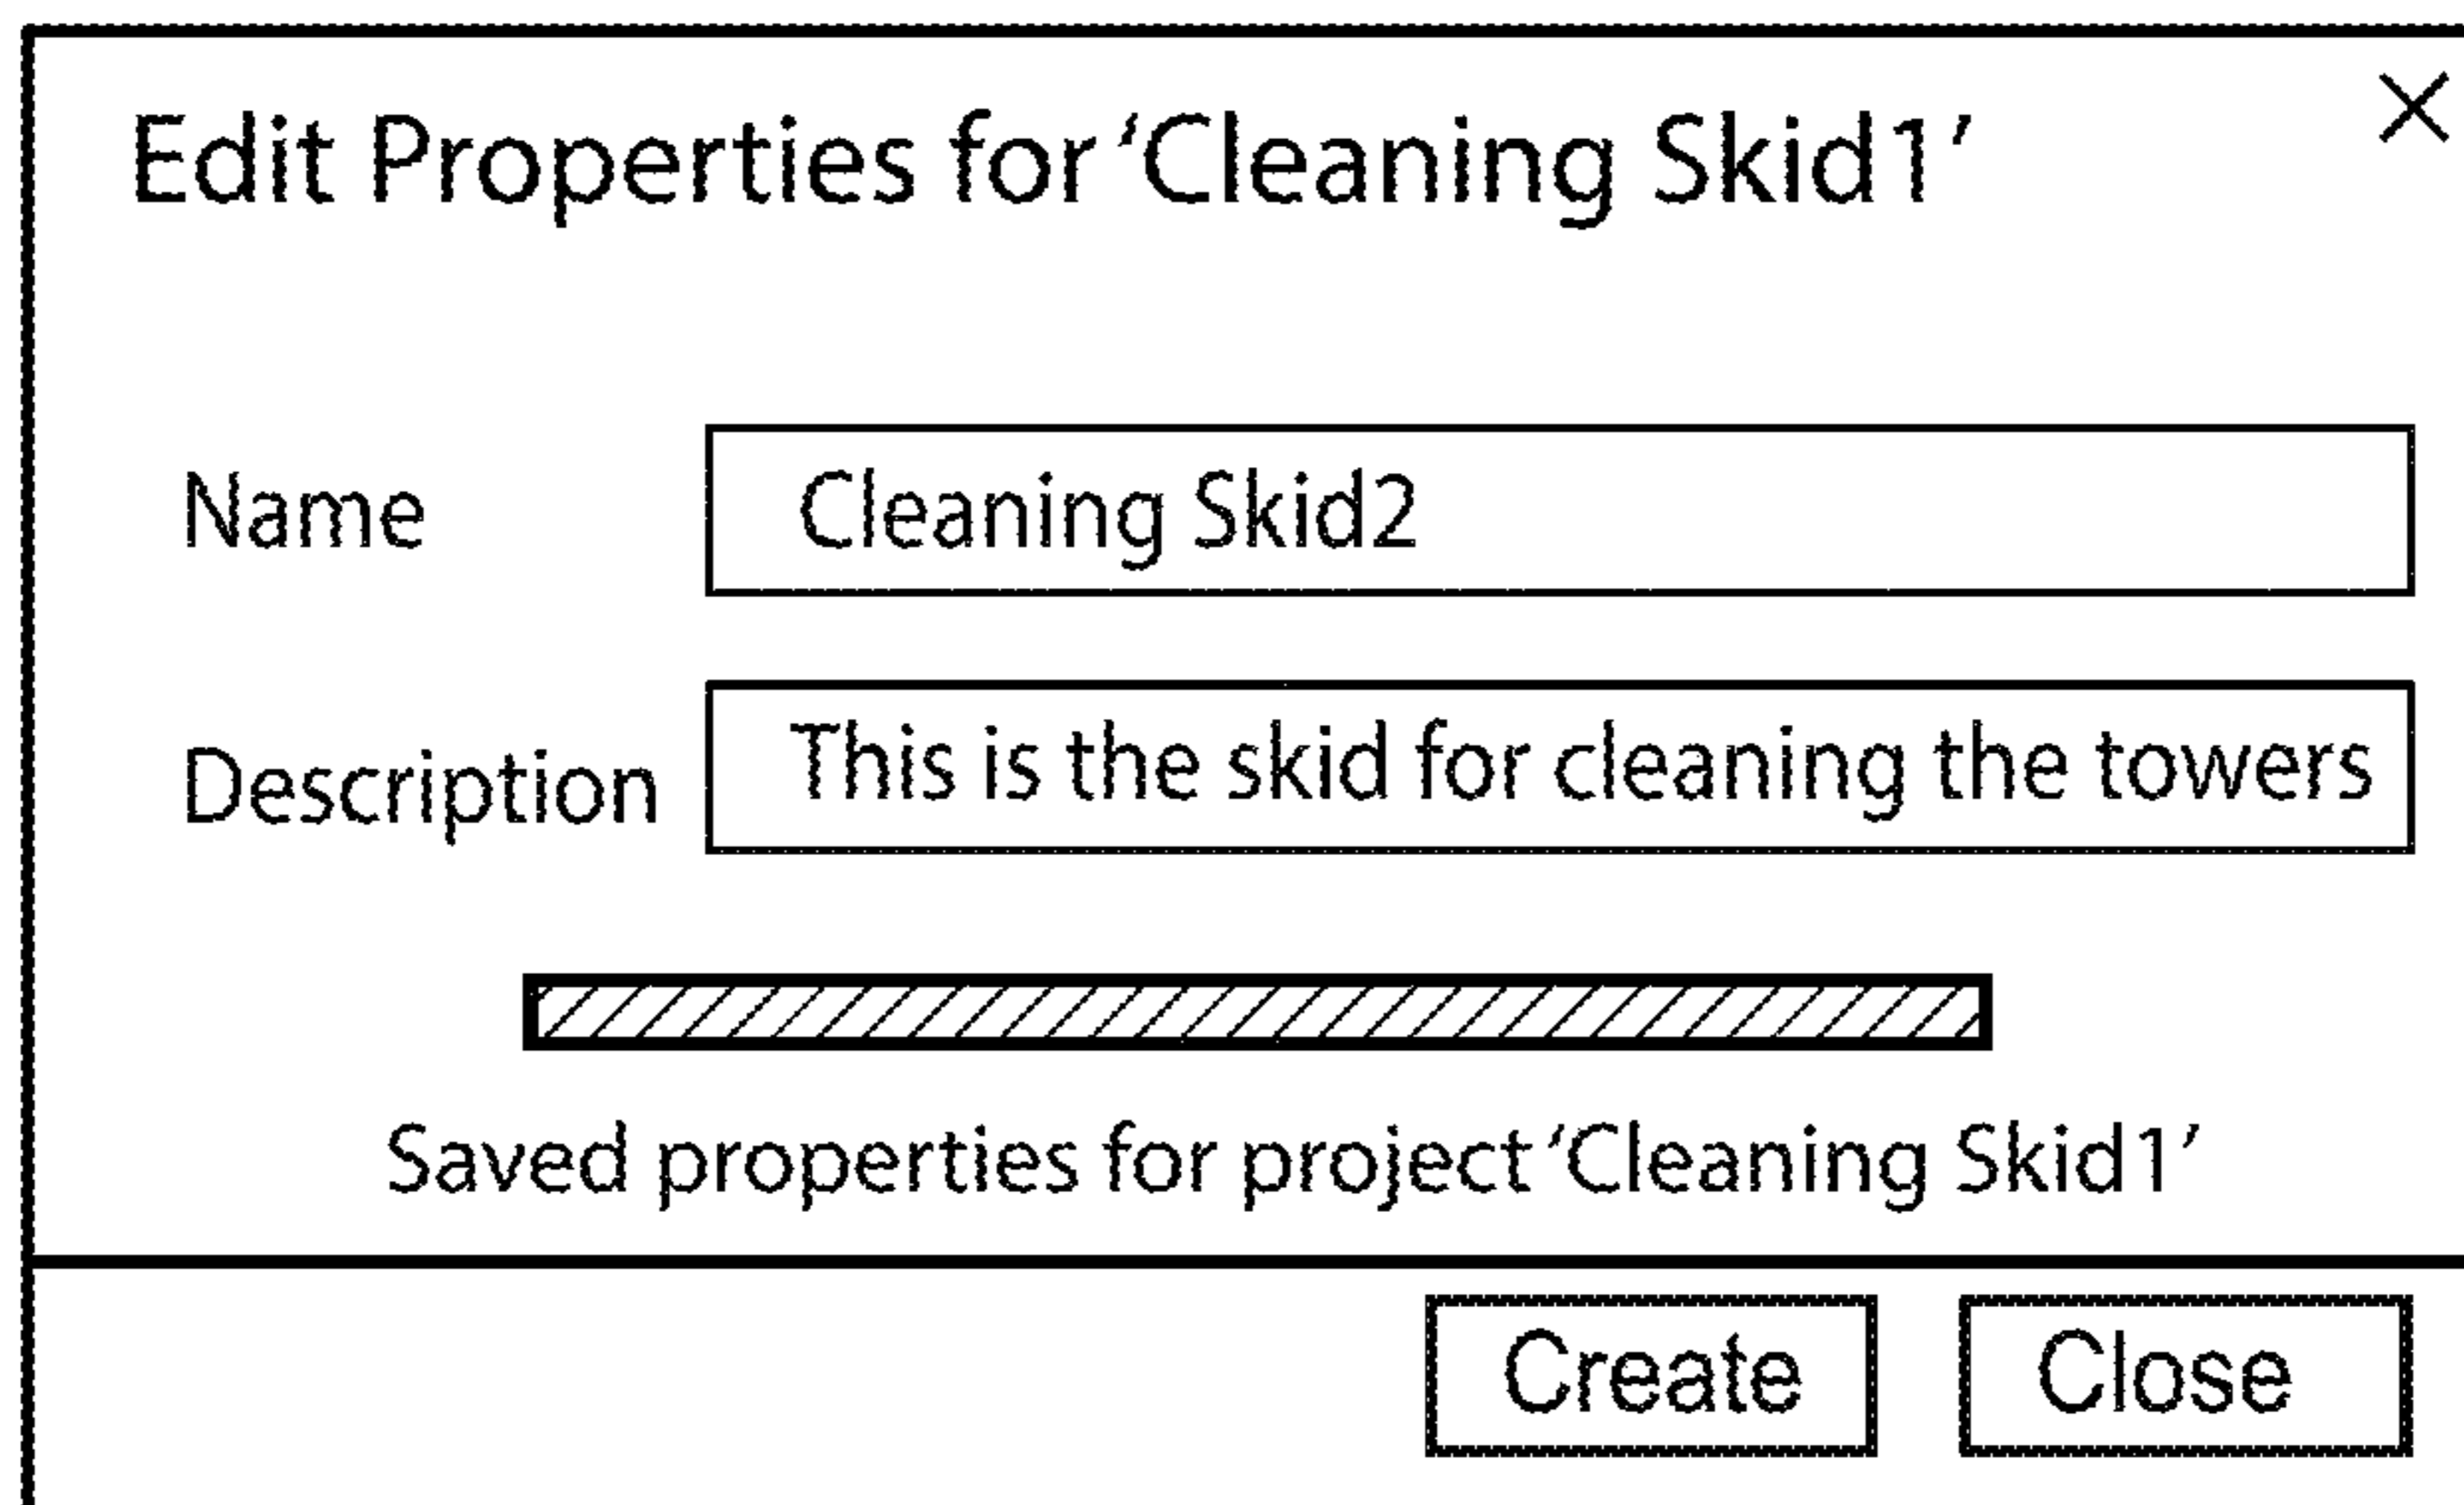 Edit Properties for ‘Cleaning Skid1’
Name Cleaning Skid2
Description This is the skid for cleaning the towers
Saved properties for project ‘Cleaning Skid1’
Create Close